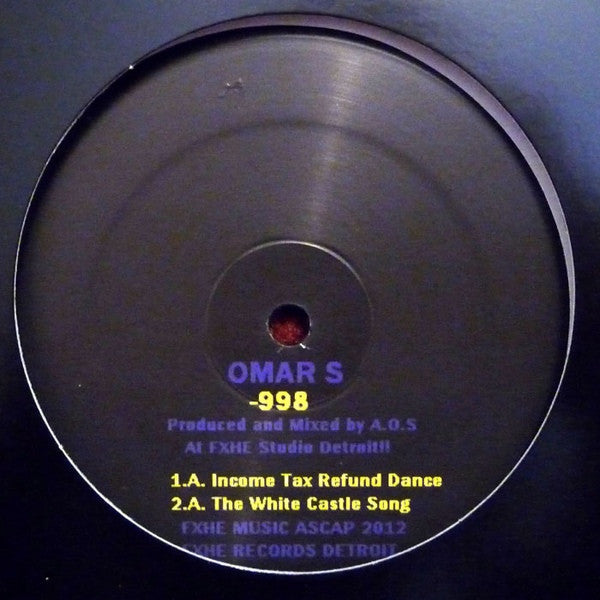 OMAR S
-998
Produced and Mixed by A.O.S
At FXHE Studio Detroit!!
1.A. Income Tax Refund Dance
2.A. The White Castle Song
FXHE MUSIC ASCAP 2012
FXHE RECORDS DETROIT